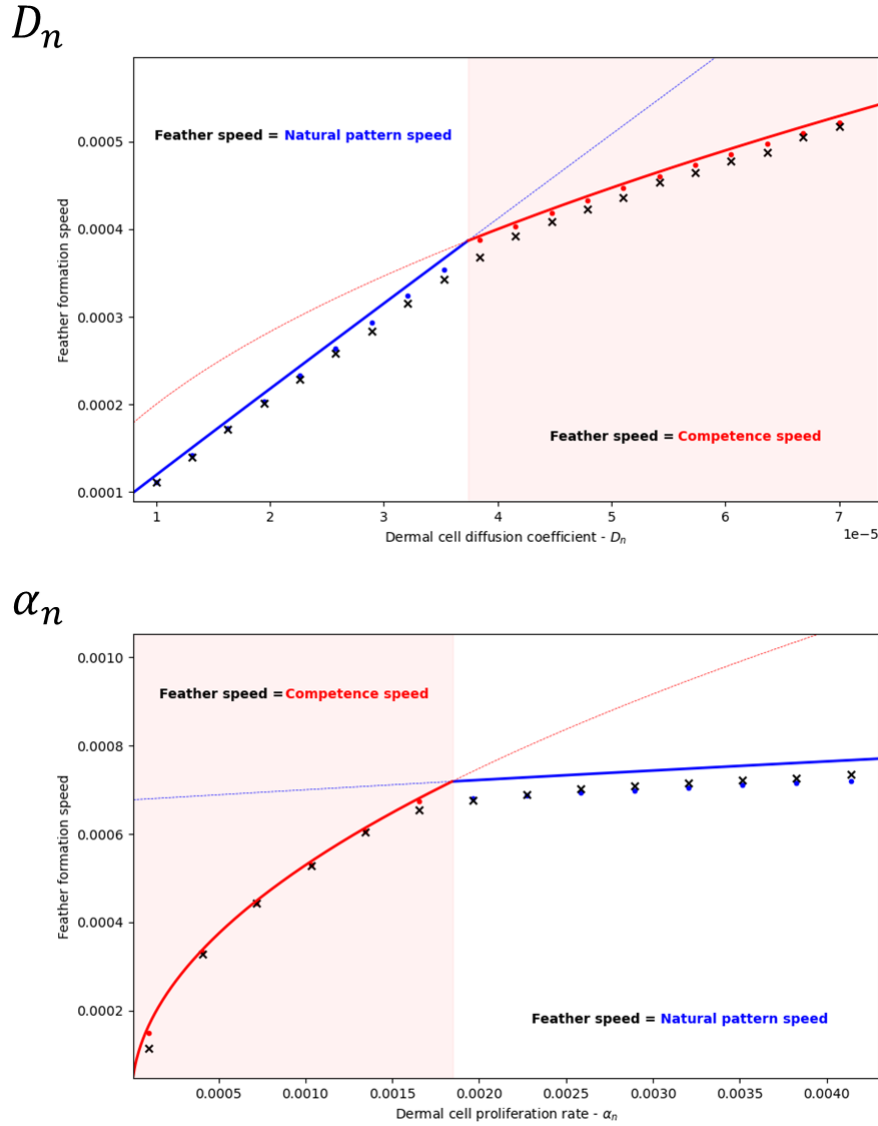 Dₙ
0.0005
0.0004
0.0003
0.0002
0.0001
Feather formation speed
Feather speed = Natural pattern speed
Feather speed = Competence speed
1 2 3 4 5 6 7
1e−5
Dermal cell diffusion coefficient - Dₙ
αₙ
0.0010
0.0008
0.0006
0.0004
0.0002
Feather formation speed
Feather speed = Competence speed
Feather speed = Natural pattern speed
0.0005 0.0010 0.0015 0.0020 0.0025 0.0030 0.0035 0.0040
Dermal cell proliferation rate - αₙ